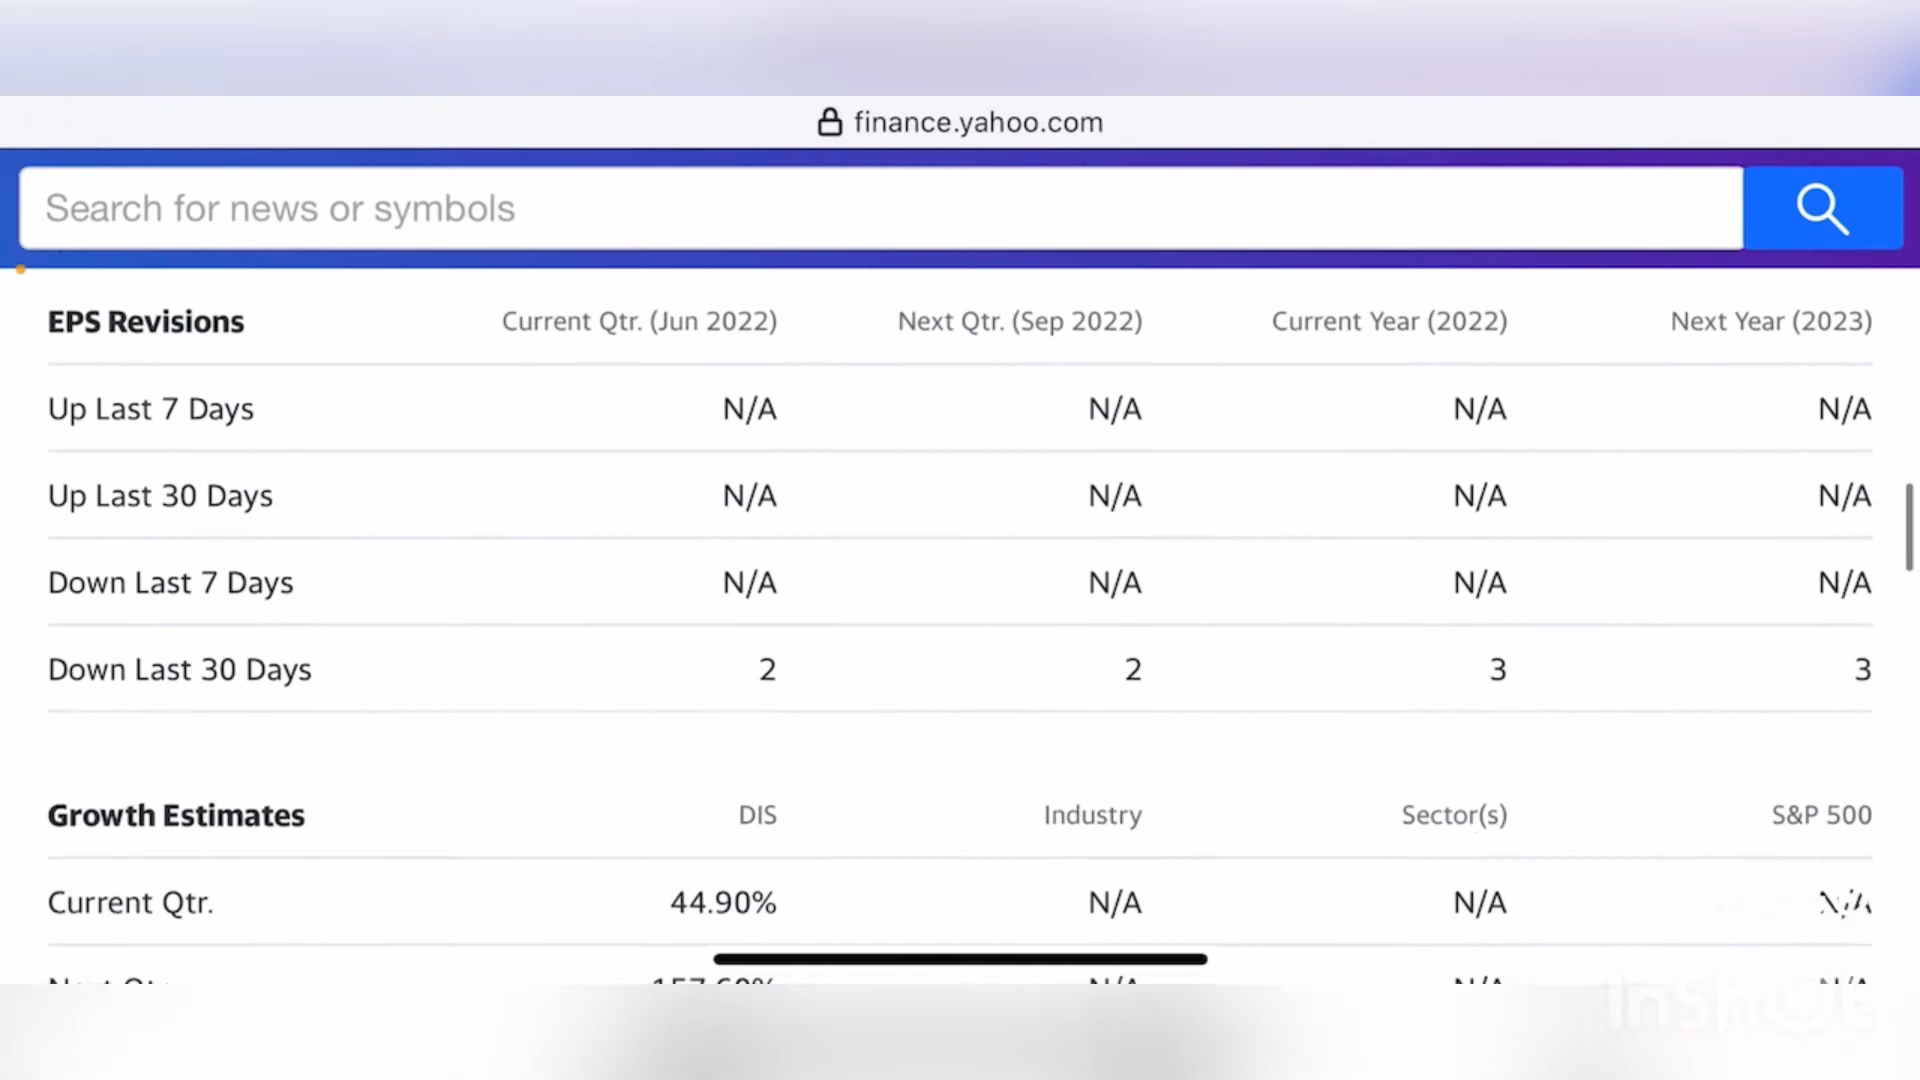 finance.yahoo.com
Search for news or symbols
EPS Revisions Current Qtr. (Jun 2022) Next Qtr. (Sep 2022) Current Year (2022) Next Year (2023)
Up Last 7 Days N/A N/A N/A N/A
Up Last 30 Days N/A N/A N/A N/A
Down Last 7 Days N/A N/A N/A N/A
Down Last 30 Days 2 2 3 3
Growth Estimates DIS Industry Sector(s) S&P 500
Current Qtr. 44.90% N/A N/A N/A
InShOt